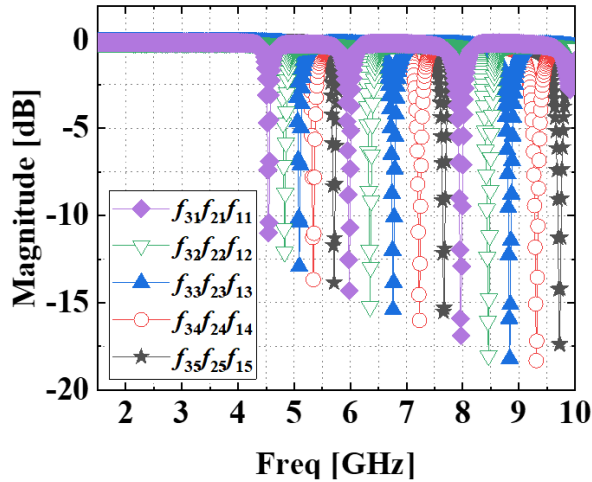 0
-5
-10
-15
-20
Magnitude [dB]
f31f21f11
f32f22f12
f33f23f13
f34f24f14
f35f25f15
2 3 4 5 6 7 8 9 10
Freq [GHz]